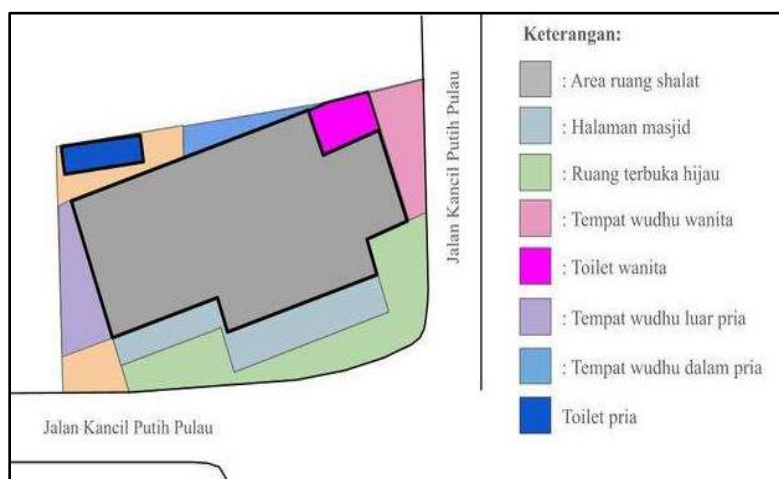 Keterangan:
: Area ruang shalat
: Halaman masjid
: Ruang terbuka hijau
: Tempat wudhu wanita
: Toilet wanita
: Tempat wudhu luar pria
: Tempat wudhu dalam pria
Toilet pria
Jalan Kancil Putih Pulau
Jalan Kancil Putih Pulau